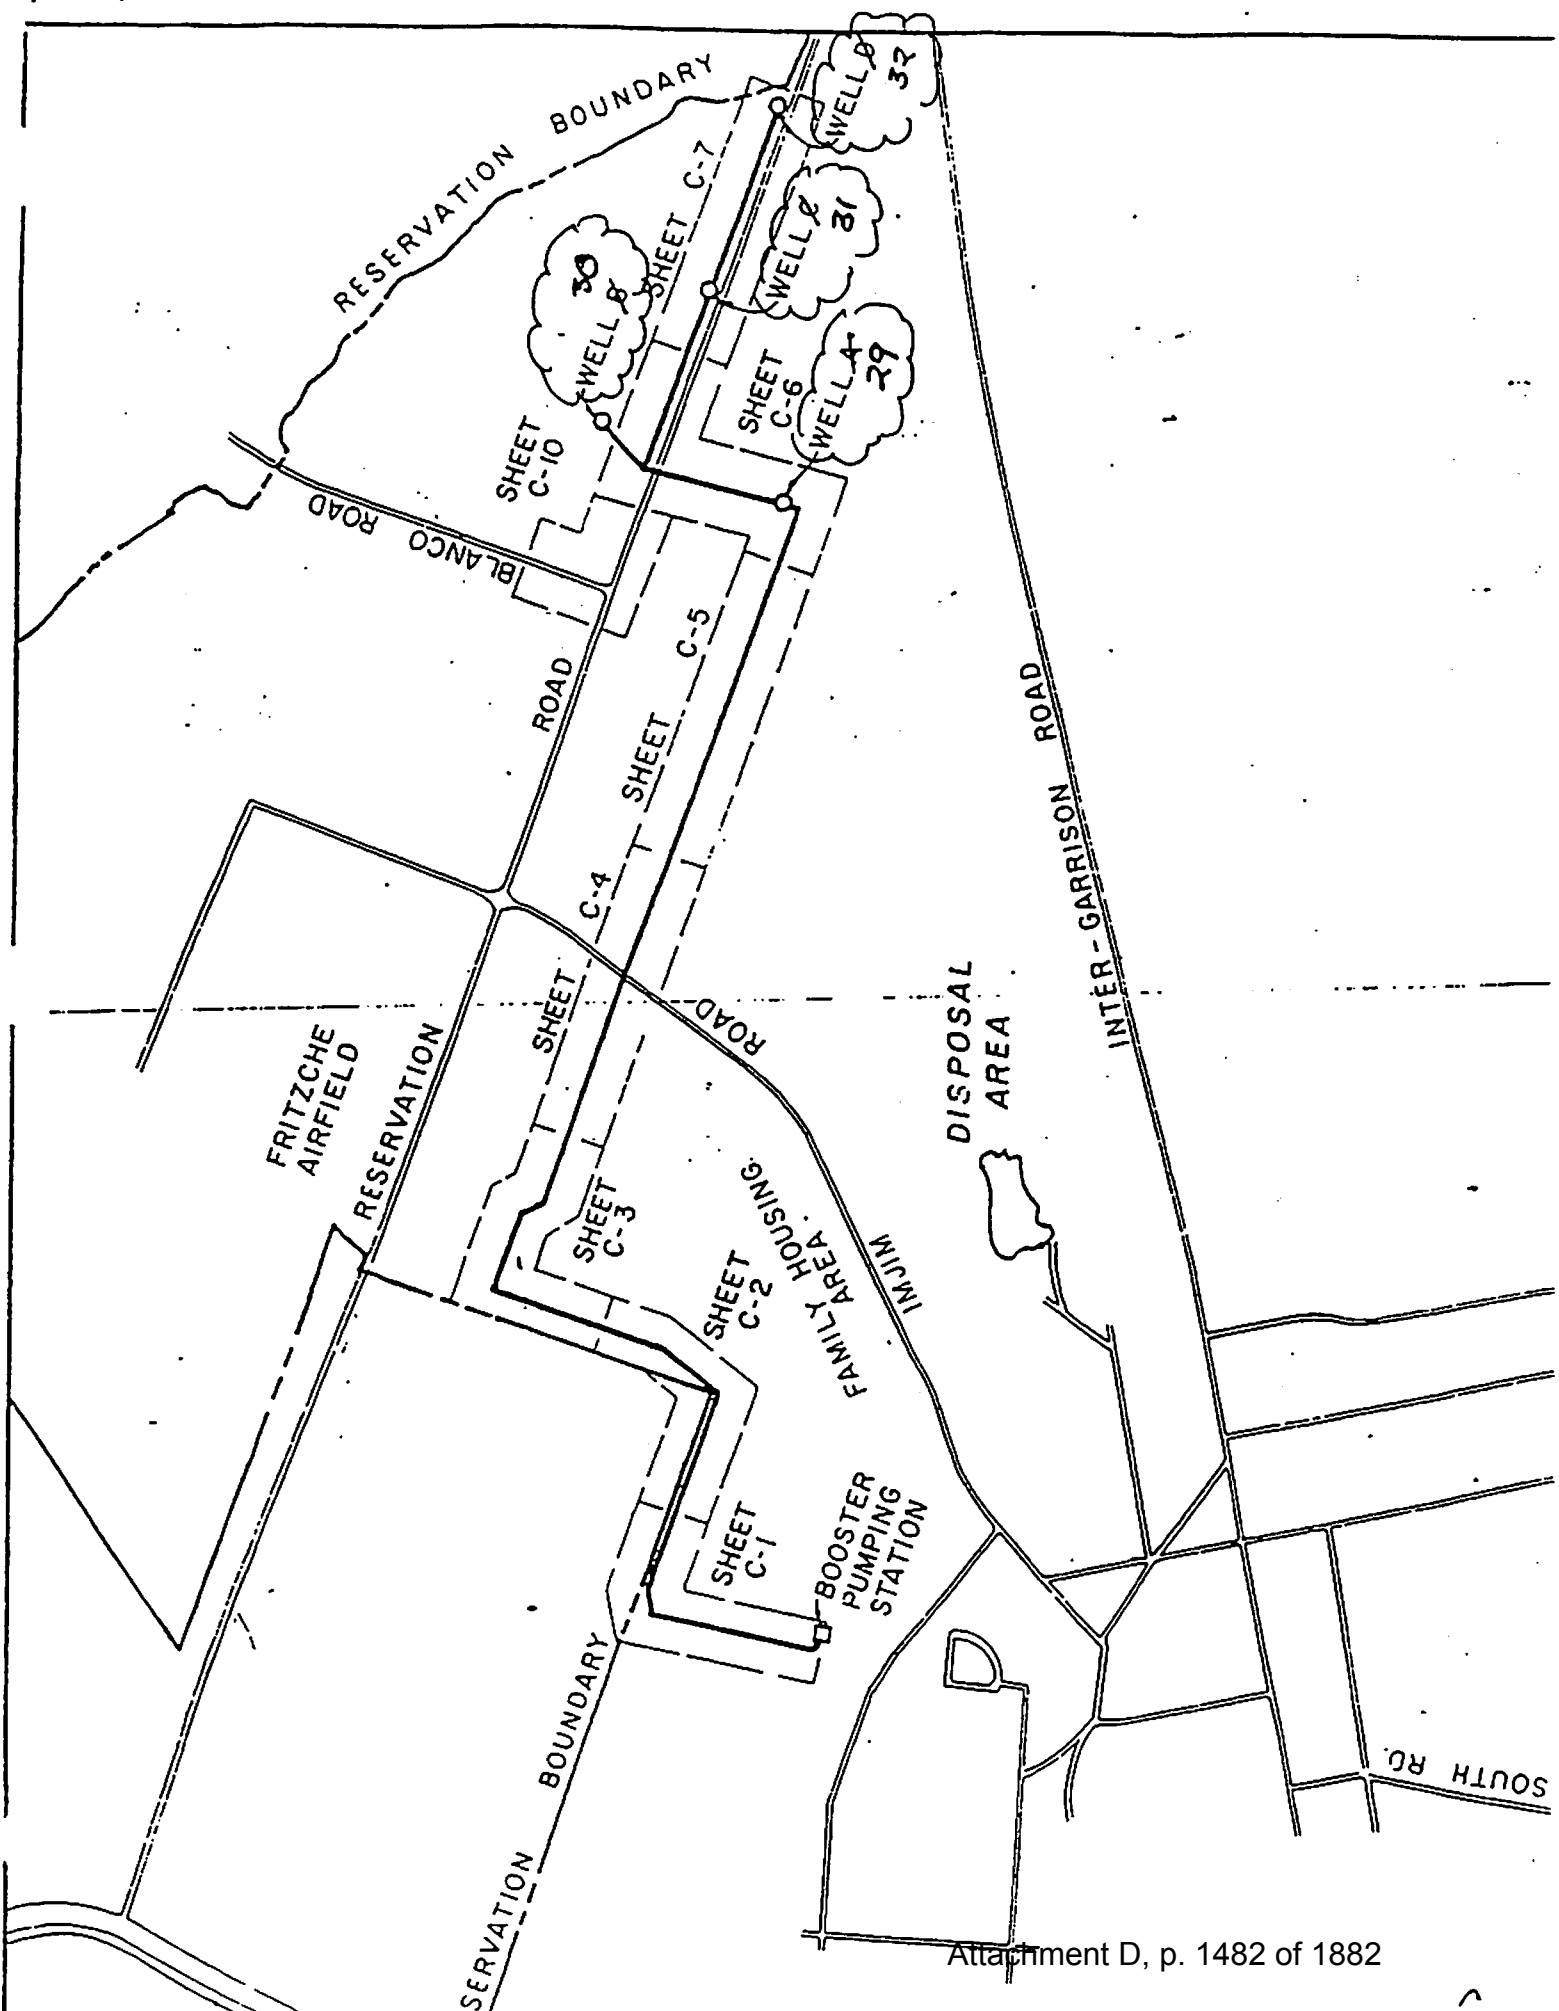 RESERVATION BOUNDARY
WELL
32
SHEET C-7
WELL
31
30
WELL
SHEET
C-6
WELL A
29
SHEET
C-10
BLANCO ROAD
SHEET C-5
ROAD
INTER-GARRISON ROAD
SHEET C-4
ROAD
DISPOSAL
AREA
FRITZCHE
AIRFIELD
RESERVATION
SHEET
C-3
FAMILY HOUSING
AREA.
IMJIM
SHEET
C-2
SHEET
C-1
BOOSTER
PUMPING
STATION
SERVATION BOUNDARY
SOUTH RD.
Attachment D, p. 1482 of 1882